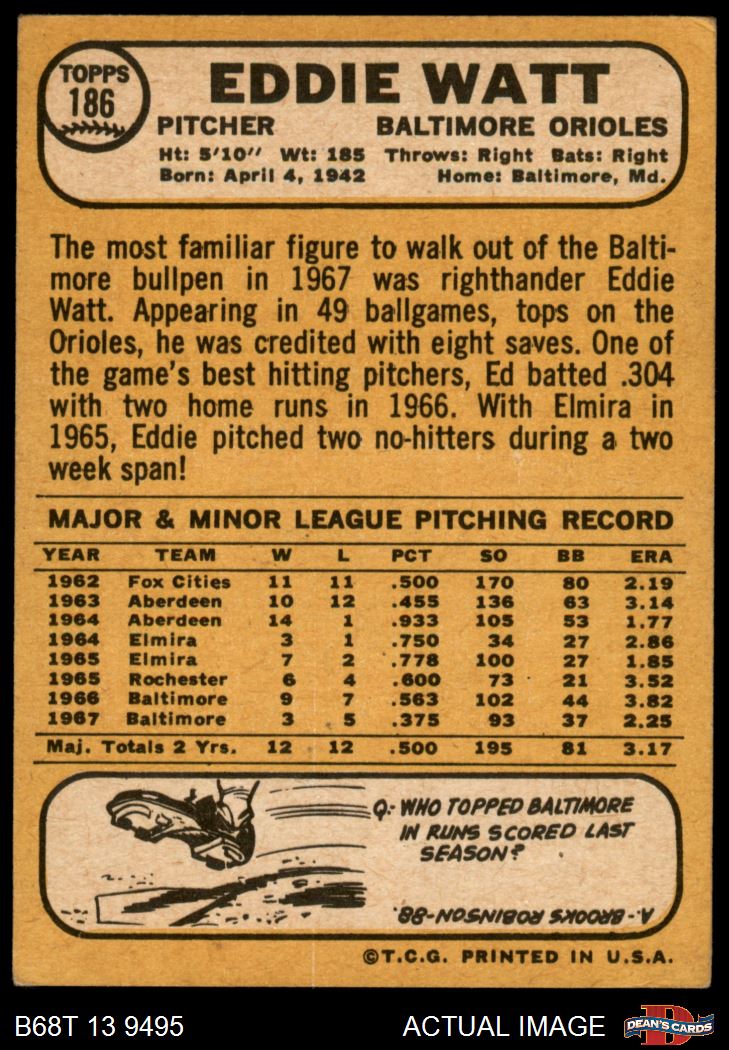 TOPPS
186
EDDIE WATT
PITCHER BALTIMORE ORIOLES
Ht: 5'10" Wt: 185 Throws: Right Bats: Right
Born: April 4, 1942 Home: Baltimore, Md.
The most familiar figure to walk out of the Balti-
more bullpen in 1967 was righthander Eddie
Watt. Appearing in 49 ballgames, tops on the
Orioles, he was credited with eight saves. One of
the game's best hitting pitchers, Ed batted .304
with two home runs in 1966. With Elmira in
1965, Eddie pitched two no-hitters during a two
week span!
MAJOR & MINOR LEAGUE PITCHING RECORD
YEAR TEAM W L PCT SO BB ERA
1962 Fox Cities 11 11 .500 170 80 2.19
1963 Aberdeen 10 12 .455 136 63 3.14
1964 Aberdeen 14 1 .933 105 53 1.77
1964 Elmira 3 1 .750 34 27 2.86
1965 Elmira 7 2 .778 100 27 1.85
1965 Rochester 6 4 .600 73 21 3.52
1966 Baltimore 9 7 .563 102 44 3.82
1967 Baltimore 3 5 .375 93 37 2.25
Maj. Totals 2 Yrs. 12 12 .500 195 81 3.17
Q: WHO TOPPED BALTIMORE
IN RUNS SCORED LAST
SEASON?
A-BROOKS ROBINSON-88.
©T.C.G. PRINTED IN U.S.A.
B68T 13 9495 ACTUAL IMAGE
D
DEAN'S CARDS